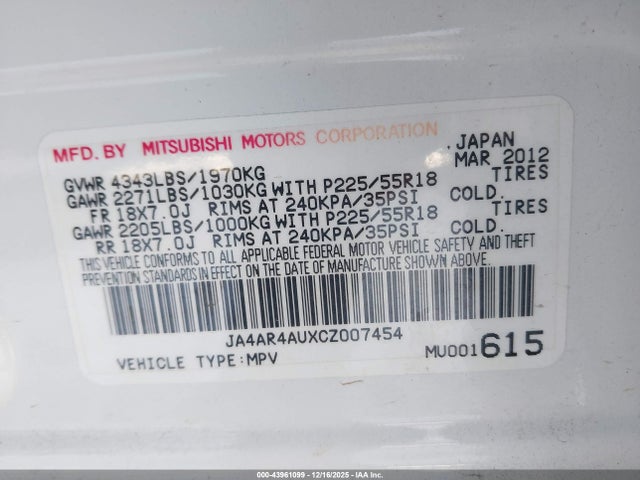 MFD. BY MITSUBISHI MOTORS CORPORATION JAPAN
MAR 2012
GVWR 4343LBS/1970KG
GAWR 2271LBS/1030KG WITH P225/55R18 TIRES
FR 18X7.0J RIMS AT 240KPA/35PSI COLD.
GAWR 2205LBS/1000KG WITH P225/55R18 TIRES
RR 18X7.0J RIMS AT 240KPA/35PSI COLD.
THIS VEHICLE CONFORMS TO ALL APPLICABLE FEDERAL MOTOR VEHICLE SAFETY AND THEFT
PREVENTION STANDARDS IN EFFECT ON THE DATE OF MANUFACTURE SHOWN ABOVE.
JA4AR4AUXCZ007454
VEHICLE TYPE:MPV MU001615
000-43961099 - 12/16/2025 - Copyright IAA, Inc.